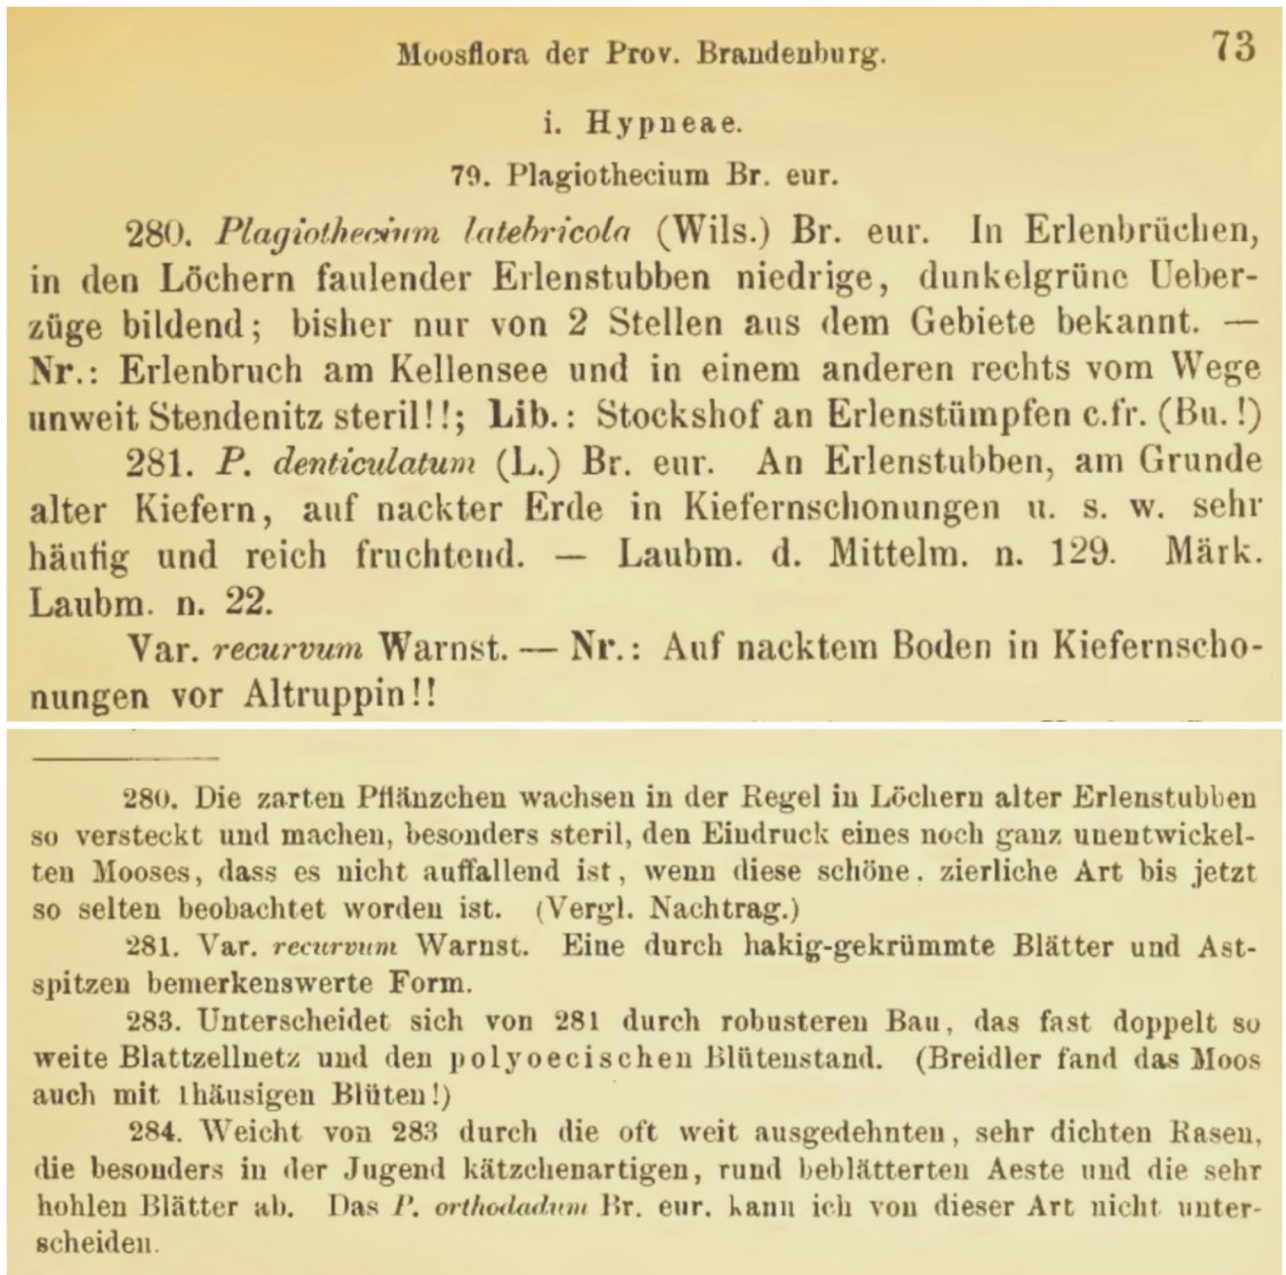 Moosflora der Prov. Brandenburg. 73
i. Hypneae.
79. Plagiothecium Br. eur.
280. Plagiothecium latebricola (Wils.) Br. eur. In Erlenbrüchen,
in den Löchern faulender Erlenstubben niedrige, dunkelgrüne Ueber-
züge bildend; bisher nur von 2 Stellen aus dem Gebiete bekannt. —
Nr.: Erlenbruch am Kellensee und in einem anderen rechts vom Wege
unweit Stendenitz steril!!; Lib.: Stockshof an Erlenstümpfen c.fr. (Bu.!)
281. P. denticulatum (L.) Br. eur. An Erlenstubben, am Grunde
alter Kiefern, auf nackter Erde in Kiefernschonungen u. s. w. sehr
häufig und reich fruchtend. — Laubm. d. Mittelm. n. 129. Märk.
Laubm. n. 22.
Var. recurvum Warnst. — Nr.: Auf nacktem Boden in Kiefernscho-
nungen vor Altruppin!!
280. Die zarten Pflänzchen wachsen in der Regel in Löchern alter Erlenstubben
so versteckt und machen, besonders steril, den Eindruck eines noch ganz unentwickel-
ten Mooses, dass es nicht auffallend ist, wenn diese schöne, zierliche Art bis jetzt
so selten beobachtet worden ist. (Vergl. Nachtrag.)
281. Var. recurvum Warnst. Eine durch hakig-gekrümmte Blätter und Ast-
spitzen bemerkenswerte Form.
283. Unterscheidet sich von 281 durch robusteren Bau, das fast doppelt so
weite Blattzellnetz und den polyoecischen Blütenstand. (Breidler fand das Moos
auch mit 1häusigen Blüten!)
284. Weicht von 283 durch die oft weit ausgedehnten, sehr dichten Rasen,
die besonders in der Jugend kätzchenartigen, rund beblätterten Aeste und die sehr
hohlen Blätter ab. Das P. orthodadum Br. eur. kann ich von dieser Art nicht unter-
scheiden.